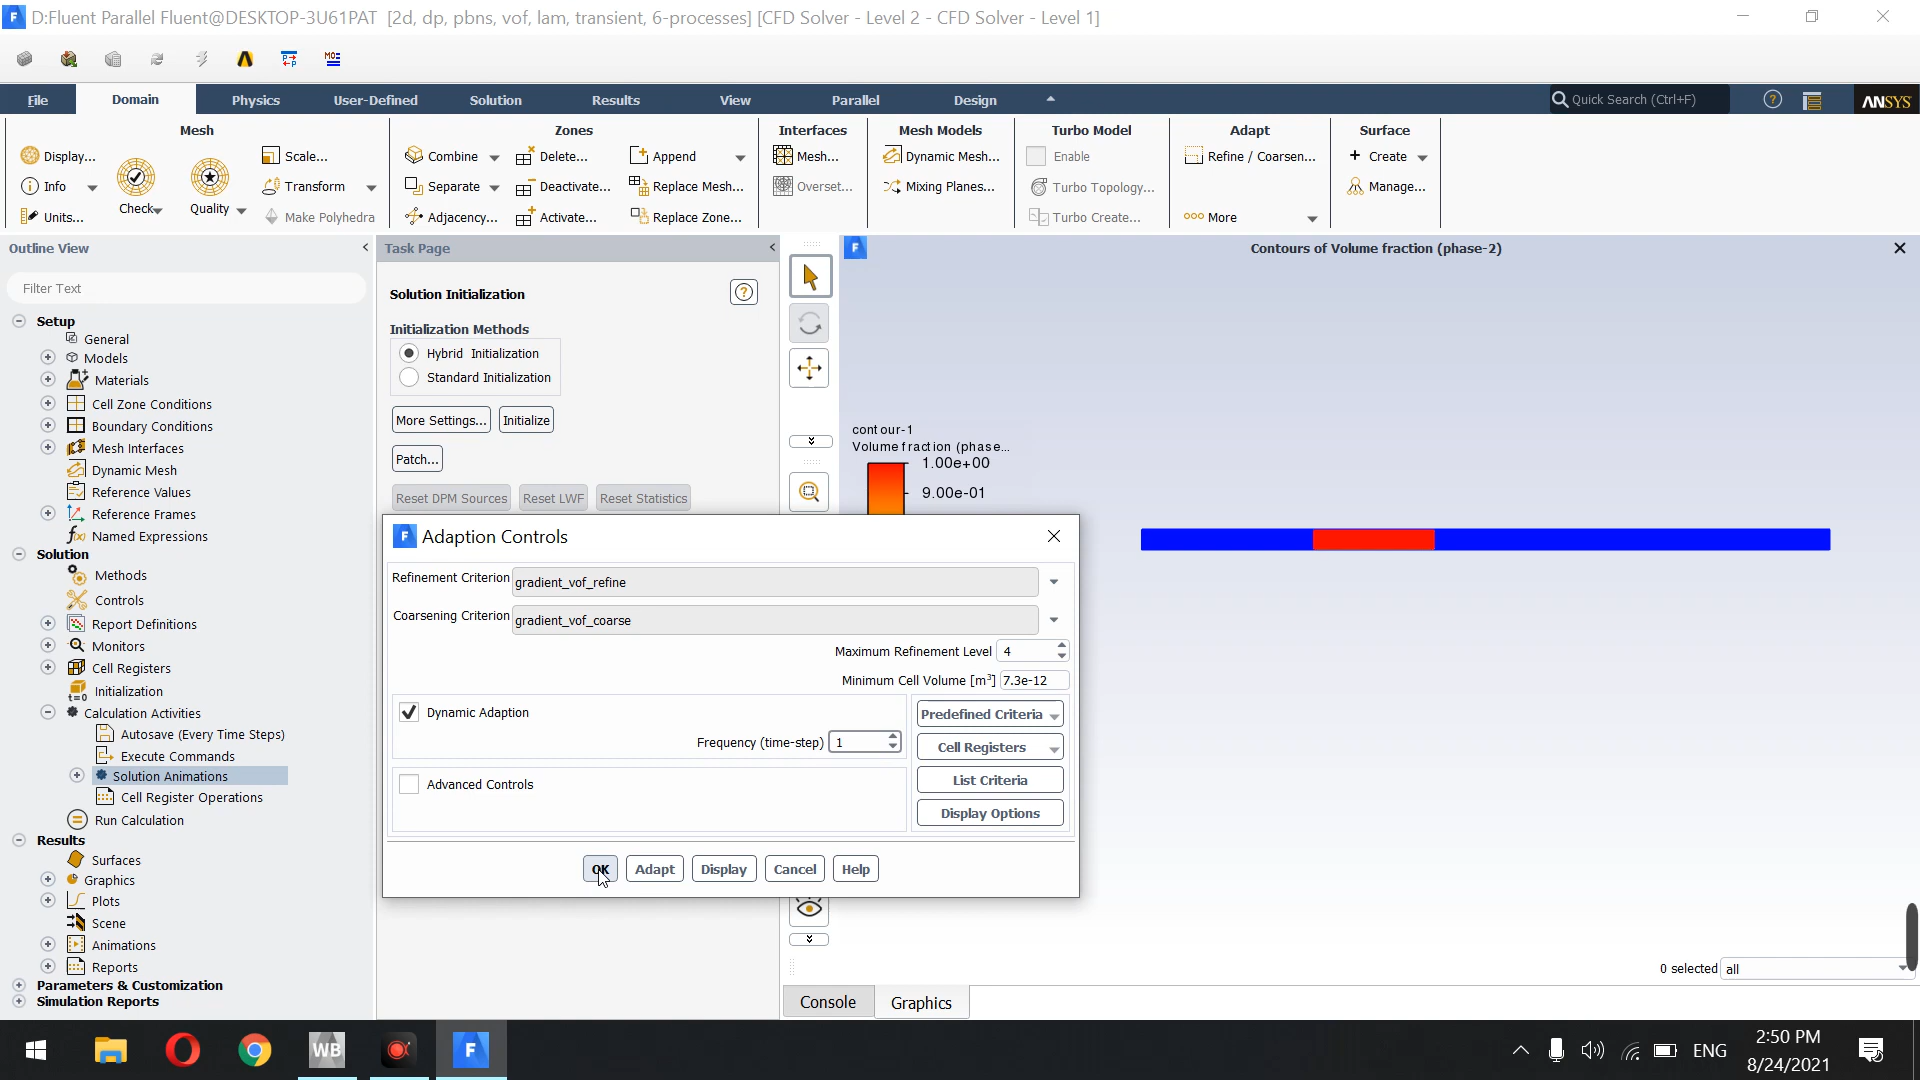 D:Fluent Parallel Fluent@DESKTOP-3U61PAT [2d, dp, pbns, vof, lam, transient, 6-processes] [CFD Solver - Level 2 - CFD Solver - Level 1]
File
Domain
Physics
User-Defined
Solution
Results
View
Parallel
Design
Quick Search (Ctrl+F)
ANSYS
Mesh
Display...
Info
Units...
Check
Quality
Scale...
Transform
Make Polyhedra
Zones
Combine
Separate
Adjacency...
Delete...
Deactivate...
Activate...
Append
Replace Mesh...
Replace Zone...
Interfaces
Mesh...
Overset...
Mesh Models
Dynamic Mesh...
Mixing Planes...
Turbo Model
Enable
Turbo Topology...
Turbo Create...
Adapt
Refine / Coarsen...
More
Surface
Create
Manage...
Outline View
Filter Text
Setup
General
Models
Materials
Cell Zone Conditions
Boundary Conditions
Mesh Interfaces
Dynamic Mesh
Reference Values
Reference Frames
Named Expressions
Solution
Methods
Controls
Report Definitions
Monitors
Cell Registers
t=0 Initialization
Calculation Activities
Autosave (Every Time Steps)
Execute Commands
Solution Animations
Cell Register Operations
Run Calculation
Results
Surfaces
Graphics
Plots
Scene
Animations
Reports
Parameters & Customization
Simulation Reports
Task Page
Solution Initialization
Initialization Methods
Hybrid Initialization
Standard Initialization
More Settings... Initialize
Patch...
Reset DPM Sources Reset LWF Reset Statistics
Contours of Volume fraction (phase-2)
contour-1
Volume fraction (phase...
1.00e+00
9.00e-01
Adaption Controls
Refinement Criterion gradient_vof_refine
Coarsening Criterion gradient_vof_coarse
Maximum Refinement Level 4
Minimum Cell Volume [m³] 7.3e-12
Dynamic Adaption
Frequency (time-step) 1
Advanced Controls
Predefined Criteria
Cell Registers
List Criteria
Display Options
OK Adapt Display Cancel Help
0 selected all
Console Graphics
WB
ENG
2:50 PM
8/24/2021